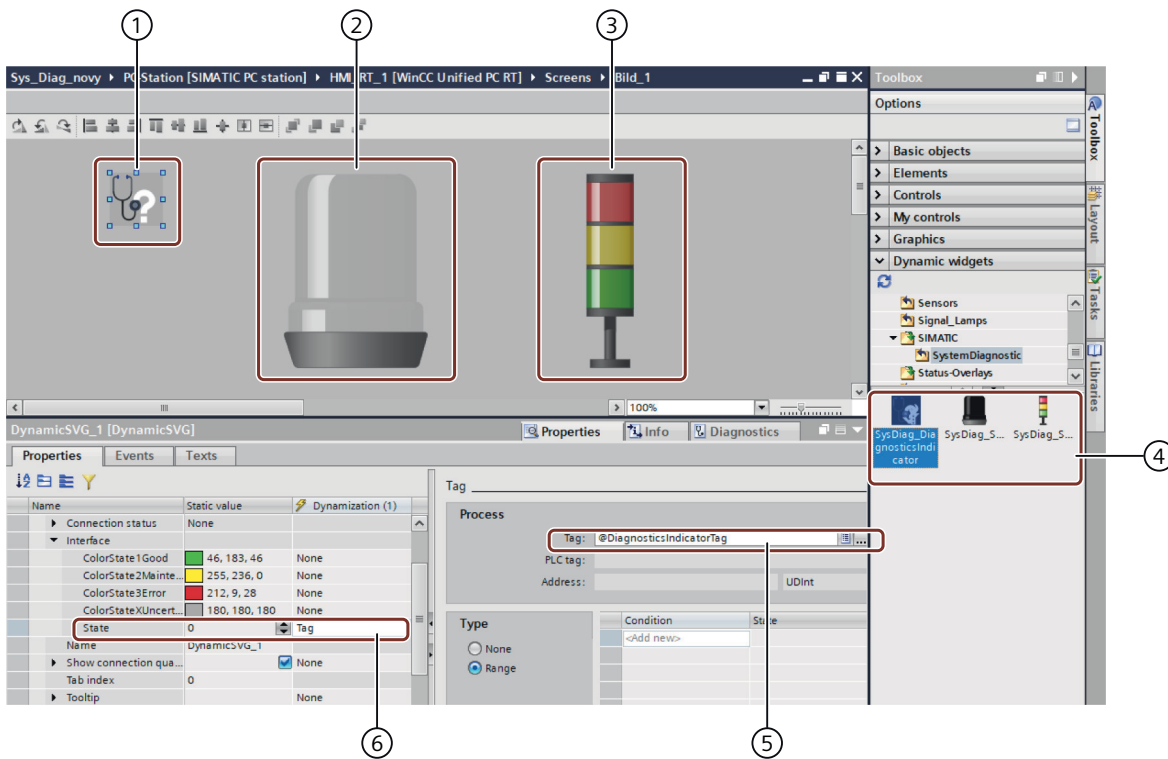 1
2
3
Sys_Diag_novy
PC-Station [SIMATIC PC station]
HMI_RT_1 [WinCC Unified PC RT]
Screens
Bild_1
Toolbox
Options
Toolbox
Layout
Tasks
Libraries
Basic objects
Elements
Controls
My controls
Graphics
Dynamic widgets
Sensors
Signal_Lamps
SIMATIC
SystemDiagnostic
Status-Overlays
100%
SysDiag_Dia
gnosticsIndi
cator
SysDiag_S...
SysDiag_S...
4
DynamicSVG_1 [DynamicSVG]
Properties
Info
Diagnostics
Properties
Events
Texts
Name
Static value
Dynamization (1)
Connection status
None
Interface
ColorState1Good
46, 183, 46
None
ColorState2Mainte...
255, 236, 0
None
ColorState3Error
212, 9, 28
None
ColorStateXUncert...
180, 180, 180
None
State
0
Tag
Name
DynamicSVG_1
Show connection qua...
None
Tab index
0
Tooltip
None
Tag
Process
Tag:
@DiagnosticsIndicatorTag
...
PLC tag:
Address:
UDInt
Type
None
Range
Condition
State
<Add new>
6
5